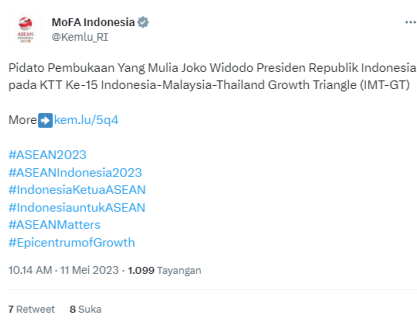 MoFA Indonesia
@Kemlu_RI
Pidato Pembukaan Yang Mulia Joko Widodo Presiden Republik Indonesia
pada KTT Ke-15 Indonesia-Malaysia-Thailand Growth Triangle (IMT-GT)
More➡️kem.lu/5q4
#ASEAN2023
#ASEANIndonesia2023
#IndonesiaKetuaASEAN
#IndonesiauntukASEAN
#ASEANMatters
#EpicentrumofGrowth
10.14 AM · 11 Mei 2023 · 1.099 Tayangan
7 Retweet 8 Suka